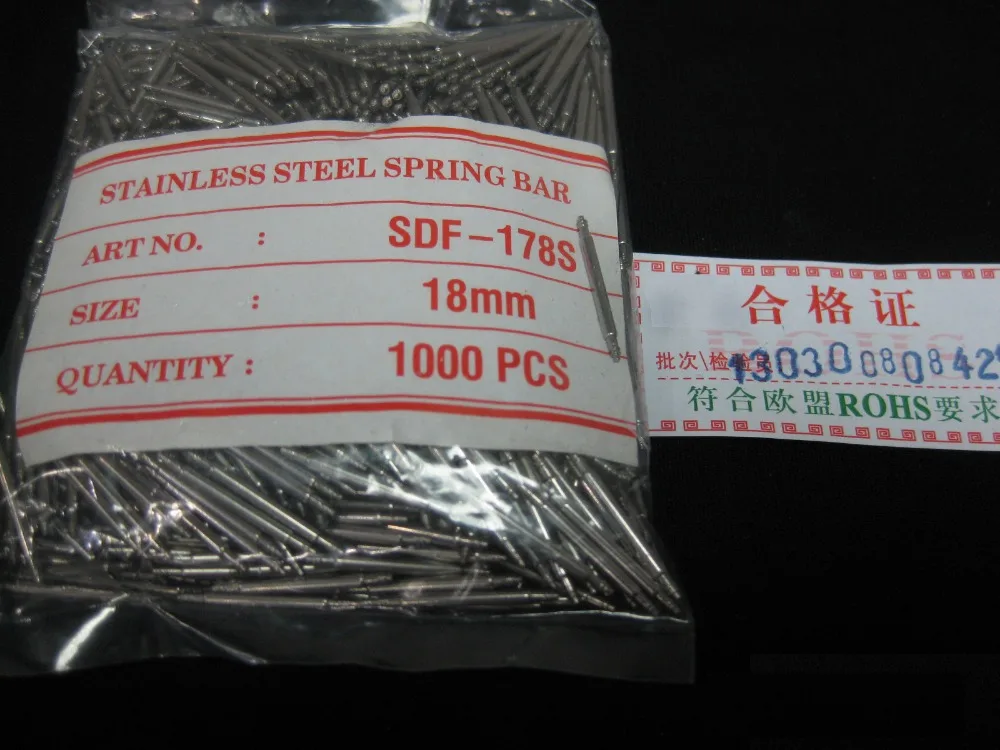 STAINLESS STEEL SPRING BAR
ART NO. : SDF-178S
SIZE : 18mm
QUANTITY : 1000 PCS
合格证
批次\检验员
符合欧盟ROHS要求